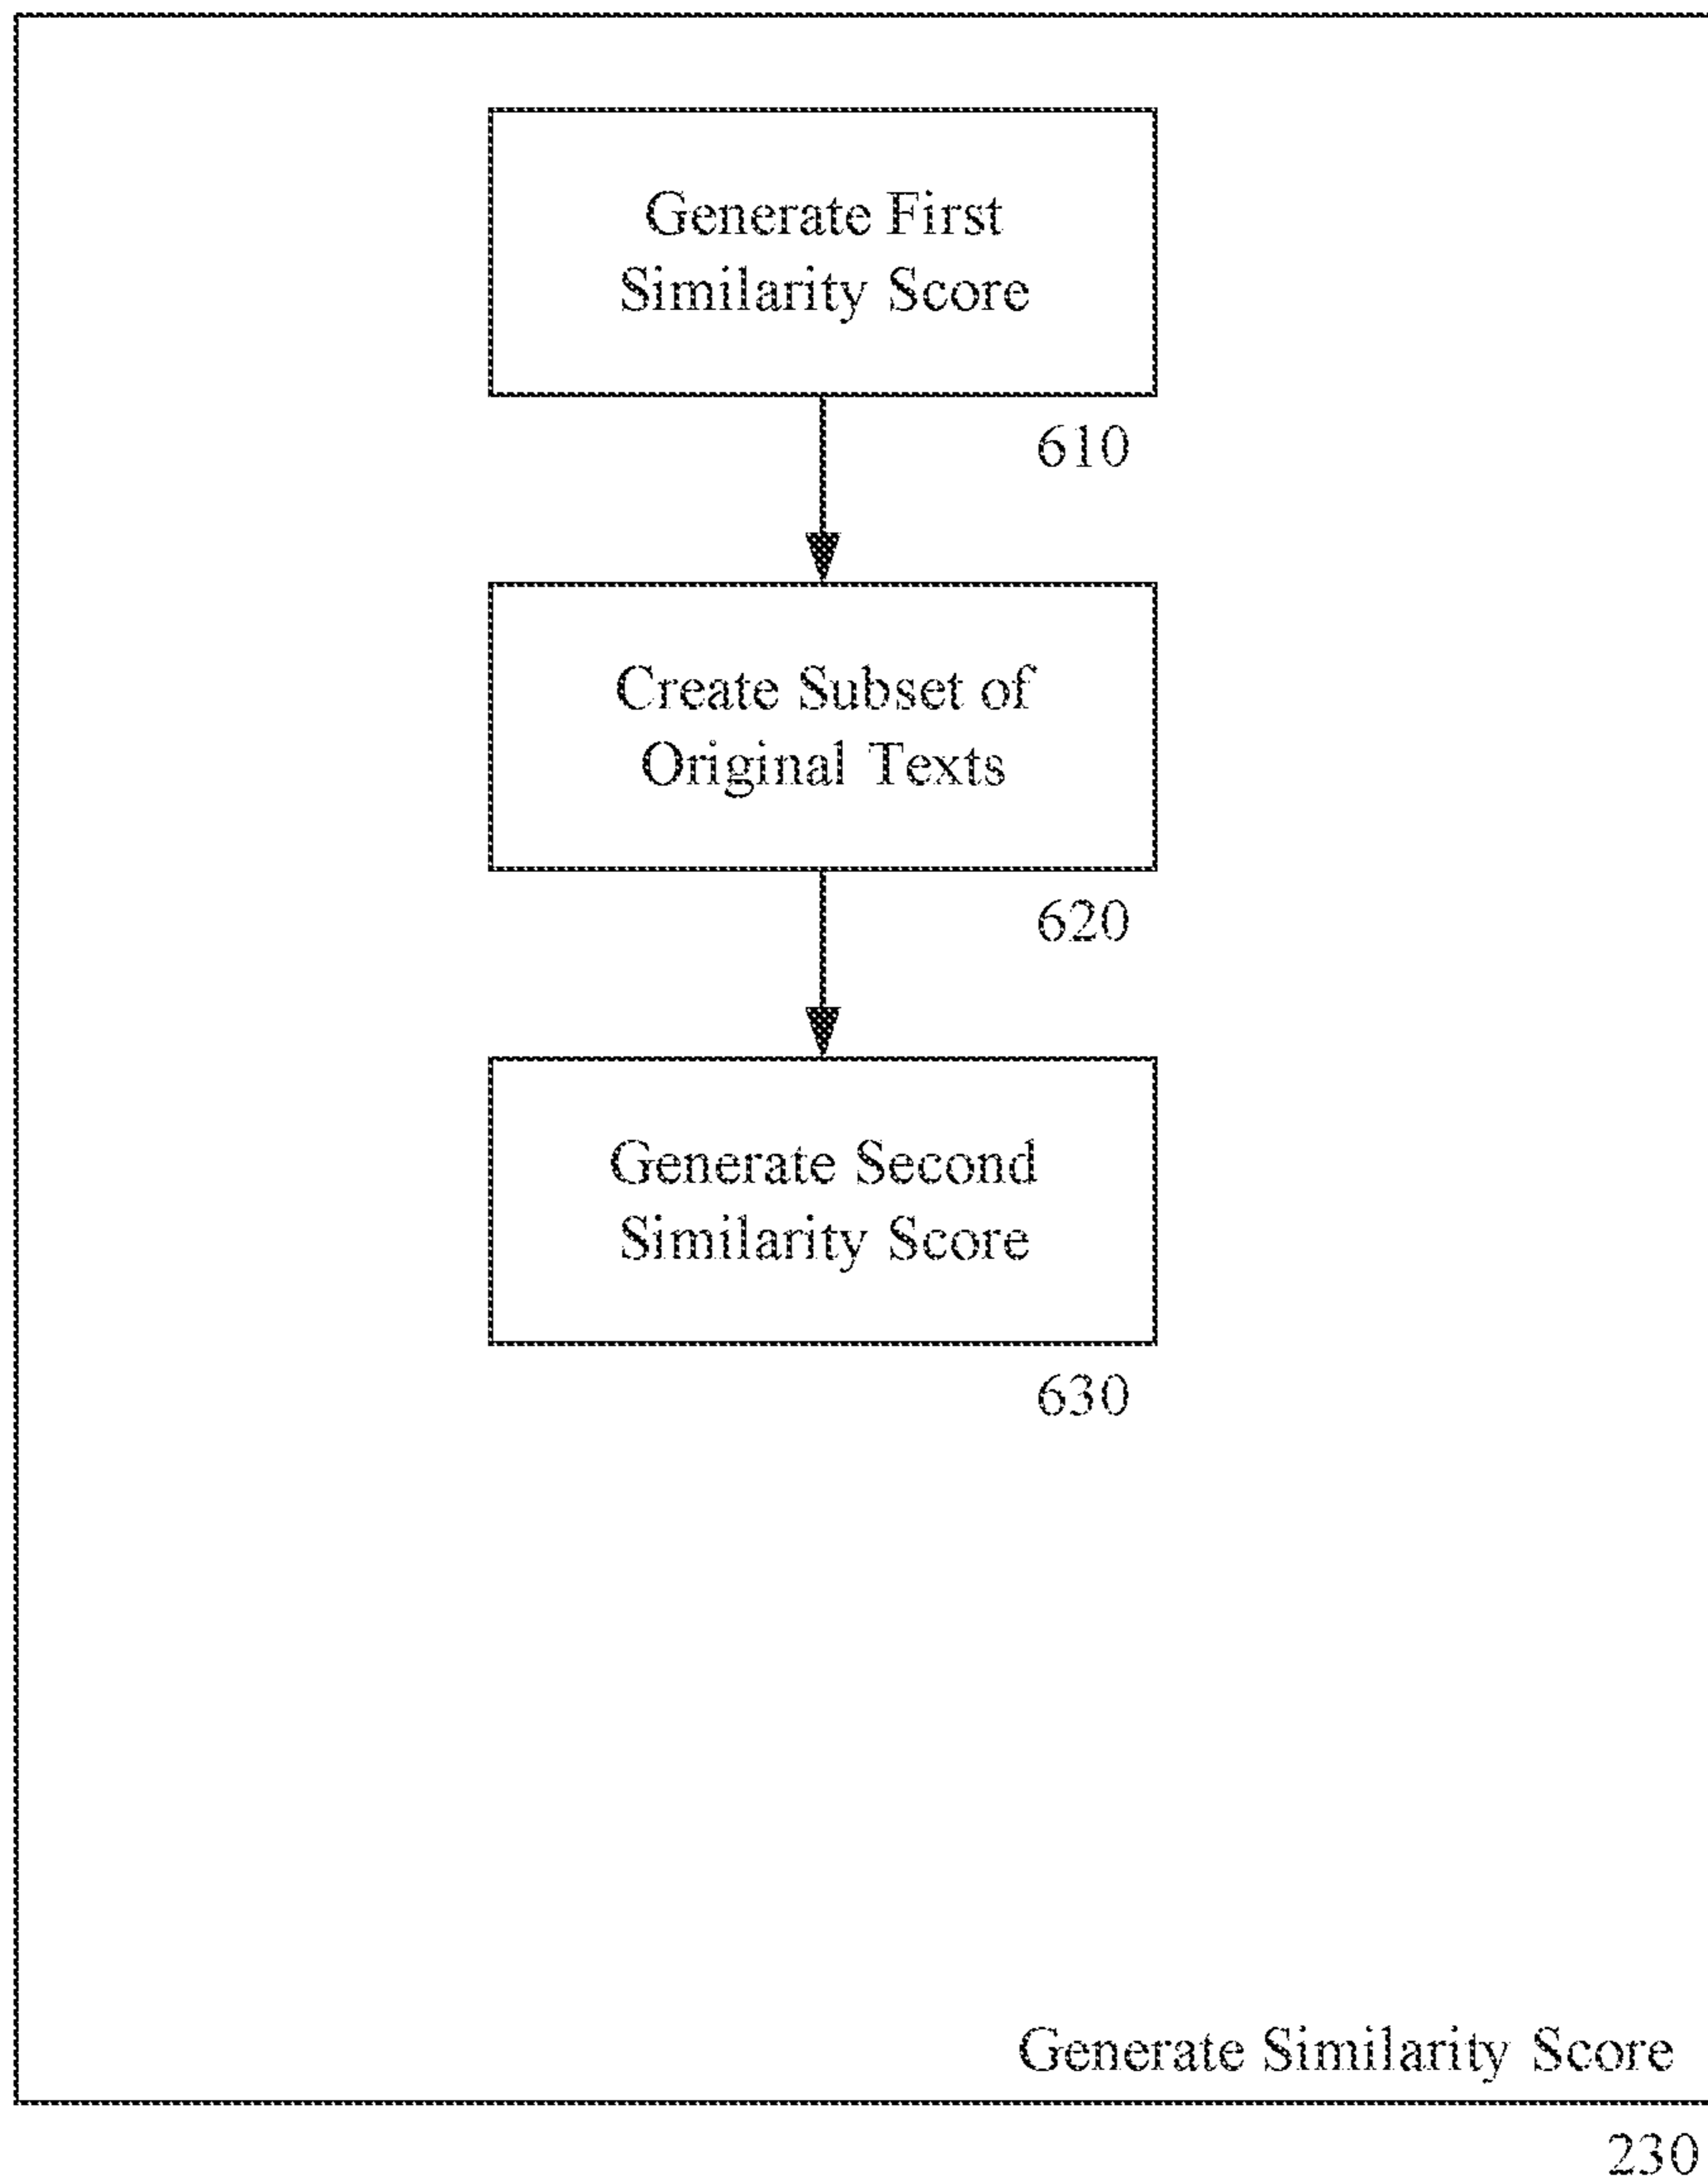 Generate First
Similarity Score
610
Create Subset of
Original Texts
620
Generate Second
Similarity Score
630
Generate Similarity Score
230